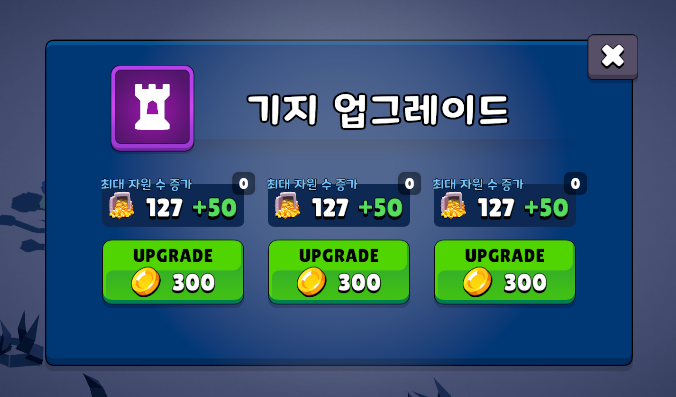 기지 업그레이드
최대 자원 수 증가 0
127 +50
UPGRADE
300
최대 자원 수 증가 0
127 +50
UPGRADE
300
최대 자원 수 증가 0
127 +50
UPGRADE
300